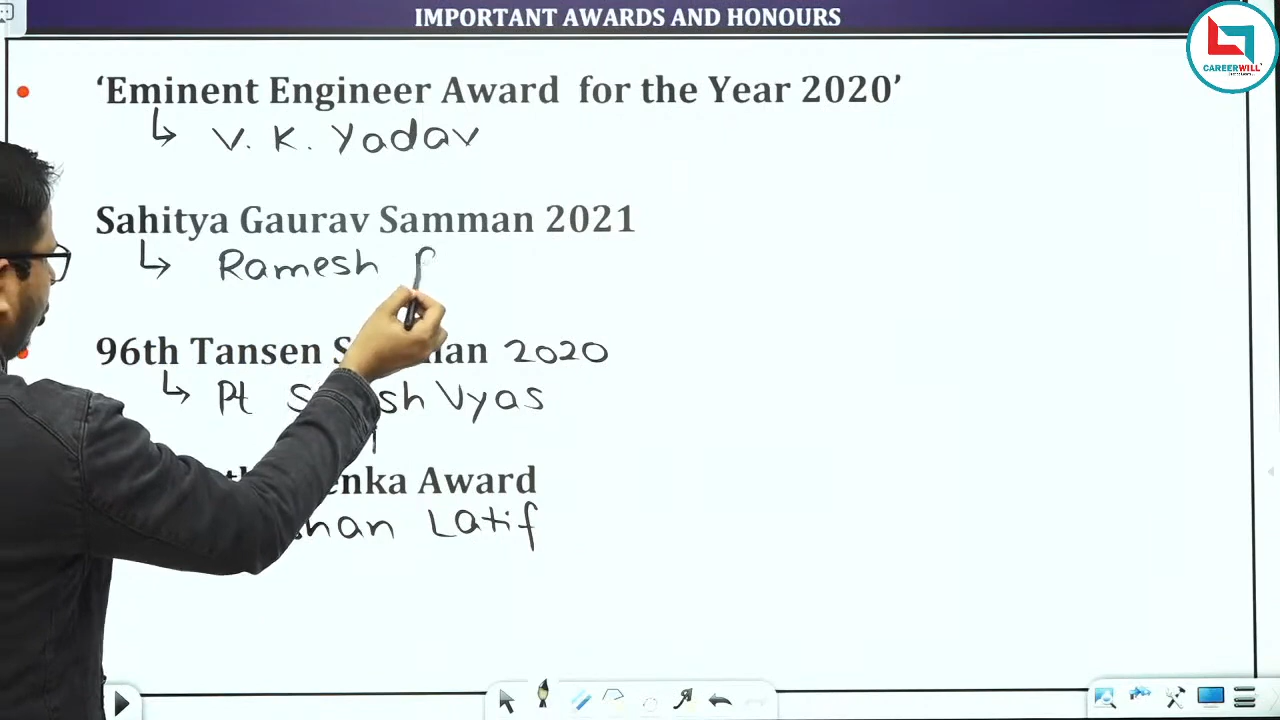 IMPORTANT AWARDS AND HONOURS
CAREERWILL
‘Eminent Engineer Award for the Year 2020’
V. K. Yadav
Sahitya Gaurav Samman 2021
Ramesh
96th Tansen 2020
Pt Vyas
Award
Latif